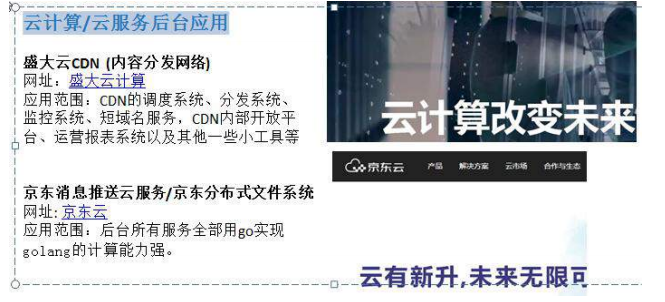 云计算/云服务后台应用
盛大云CDN (内容分发网络)
网址：盛大云计算
应用范围：CDN的调度系统、分发系统、
监控系统、短域名服务，CDN内部开放平
台、运营报表系统以及其他一些小工具等
京东消息推送云服务/京东分布式文件系统
网址: 京东云
应用范围：后台所有服务全部用go实现
golang的计算能力强。
云计算改变未来
京东云 产品 解决方案 云市场 合作与生态
云有新升,未来无限可